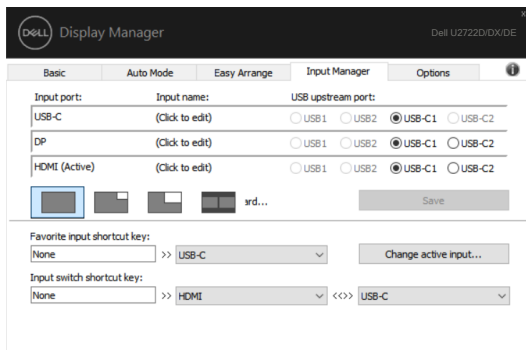 DELL Display Manager Dell U2722D/DX/DE x
Basic Auto Mode Easy Arrange Input Manager Options i
Input port: Input name: USB upstream port:
USB-C (Click to edit) USB1 USB2 USB-C1 USB-C2
DP (Click to edit) USB1 USB2 USB-C1 USB-C2
HDMI (Active) (Click to edit) USB1 USB2 USB-C1 USB-C2
ard... Save
Favorite input shortcut key:
None >> USB-C Change active input...
Input switch shortcut key:
None >> HDMI <<>> USB-C